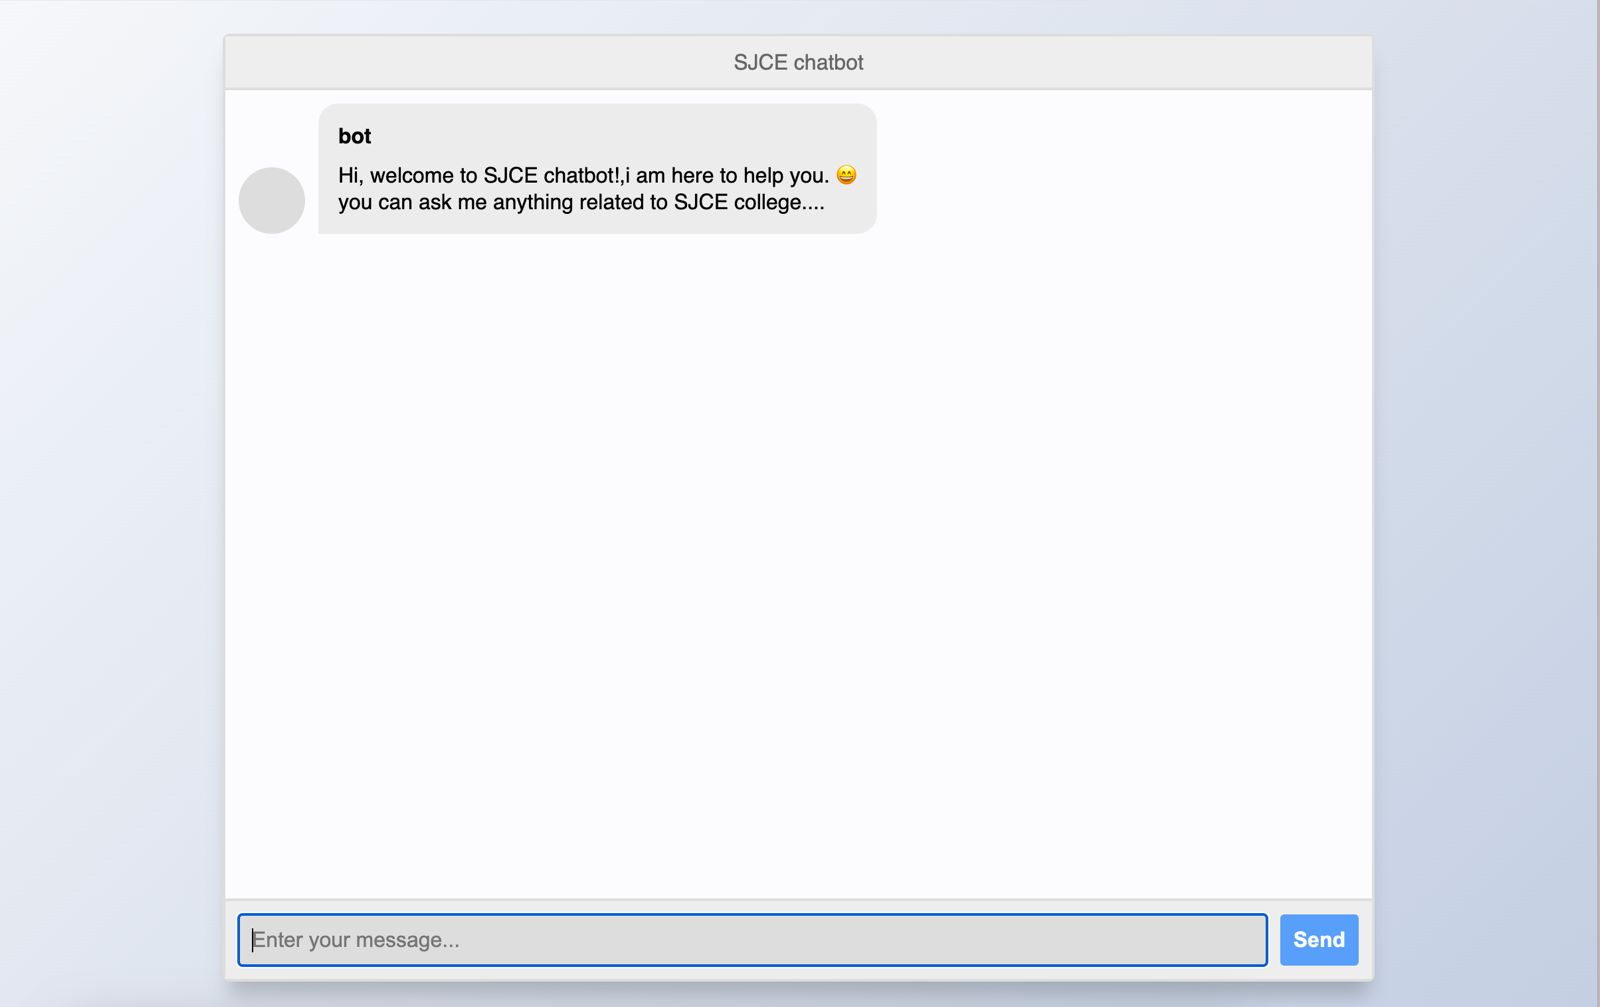 SJCE chatbot
bot
Hi, welcome to SJCE chatbot!,i am here to help you. 😄
you can ask me anything related to SJCE college....
Enter your message...
Send